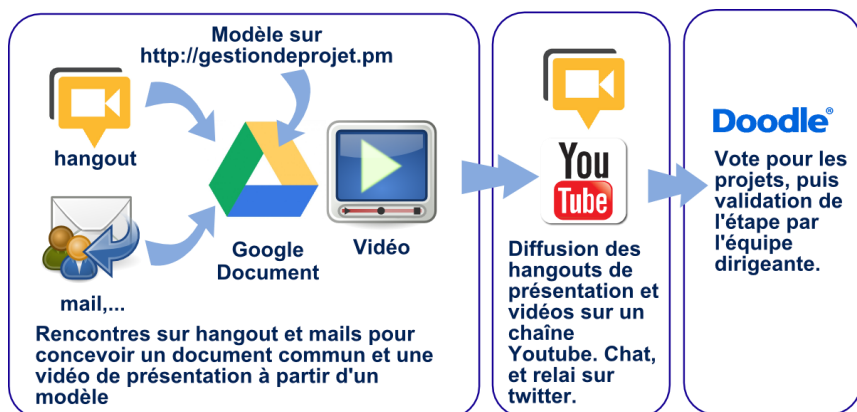 Modèle sur
http://gestiondeprojet.pm
hangout
mail,...
Google
Document
Vidéo
Rencontres sur hangout et mails pour
concevoir un document commun et une
vidéo de présentation à partir d'un
modèle
You
Tube
Diffusion des
hangouts de
présentation et
vidéos sur un
chaîne
Youtube. Chat,
et relai sur
twitter.
Doodle®
Vote pour les
projets, puis
validation de
l'étape par
l'équipe
dirigeante.